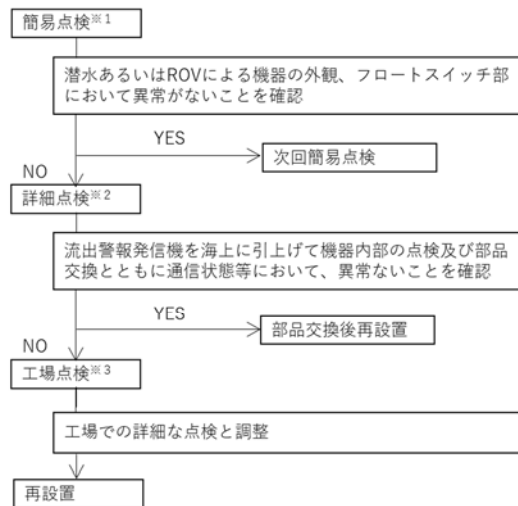 簡易点検※1
潜水あるいはROVによる機器の外観、フロートスイッチ部
において異常がないことを確認
YES
次回簡易点検
NO
詳細点検※2
流出警報発信機を海上に引上げて機器内部の点検及び部品
交換とともに通信状態等において、異常ないことを確認
YES
部品交換後再設置
NO
工場点検※3
工場での詳細な点検と調整
再設置